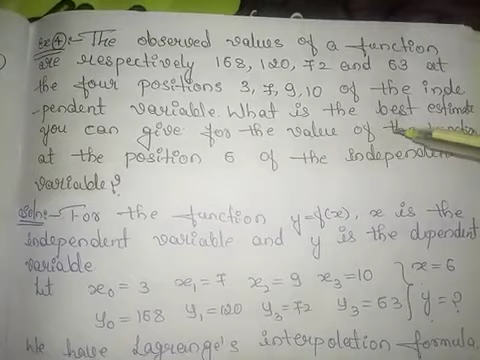 ex(4):- The observed values of a function
are respectively 168, 120, 72 and 63 at
the four positions 3, 7, 9, 10 of the inde
-pendent variable. What is the best estimate
you can give for the value of the function
at the position 6 of the independent
variable?
soln:- For the function y=f(x), x is the
independent variable and y is the dependent
variable
Let x₀ = 3 x₁ = 7 x₂ = 9 x₃ = 10 } x = 6
y₀ = 168 y₁ = 120 y₃ = 72 y₃ = 63 } y = ?
We have Lagrange's interpolation formula